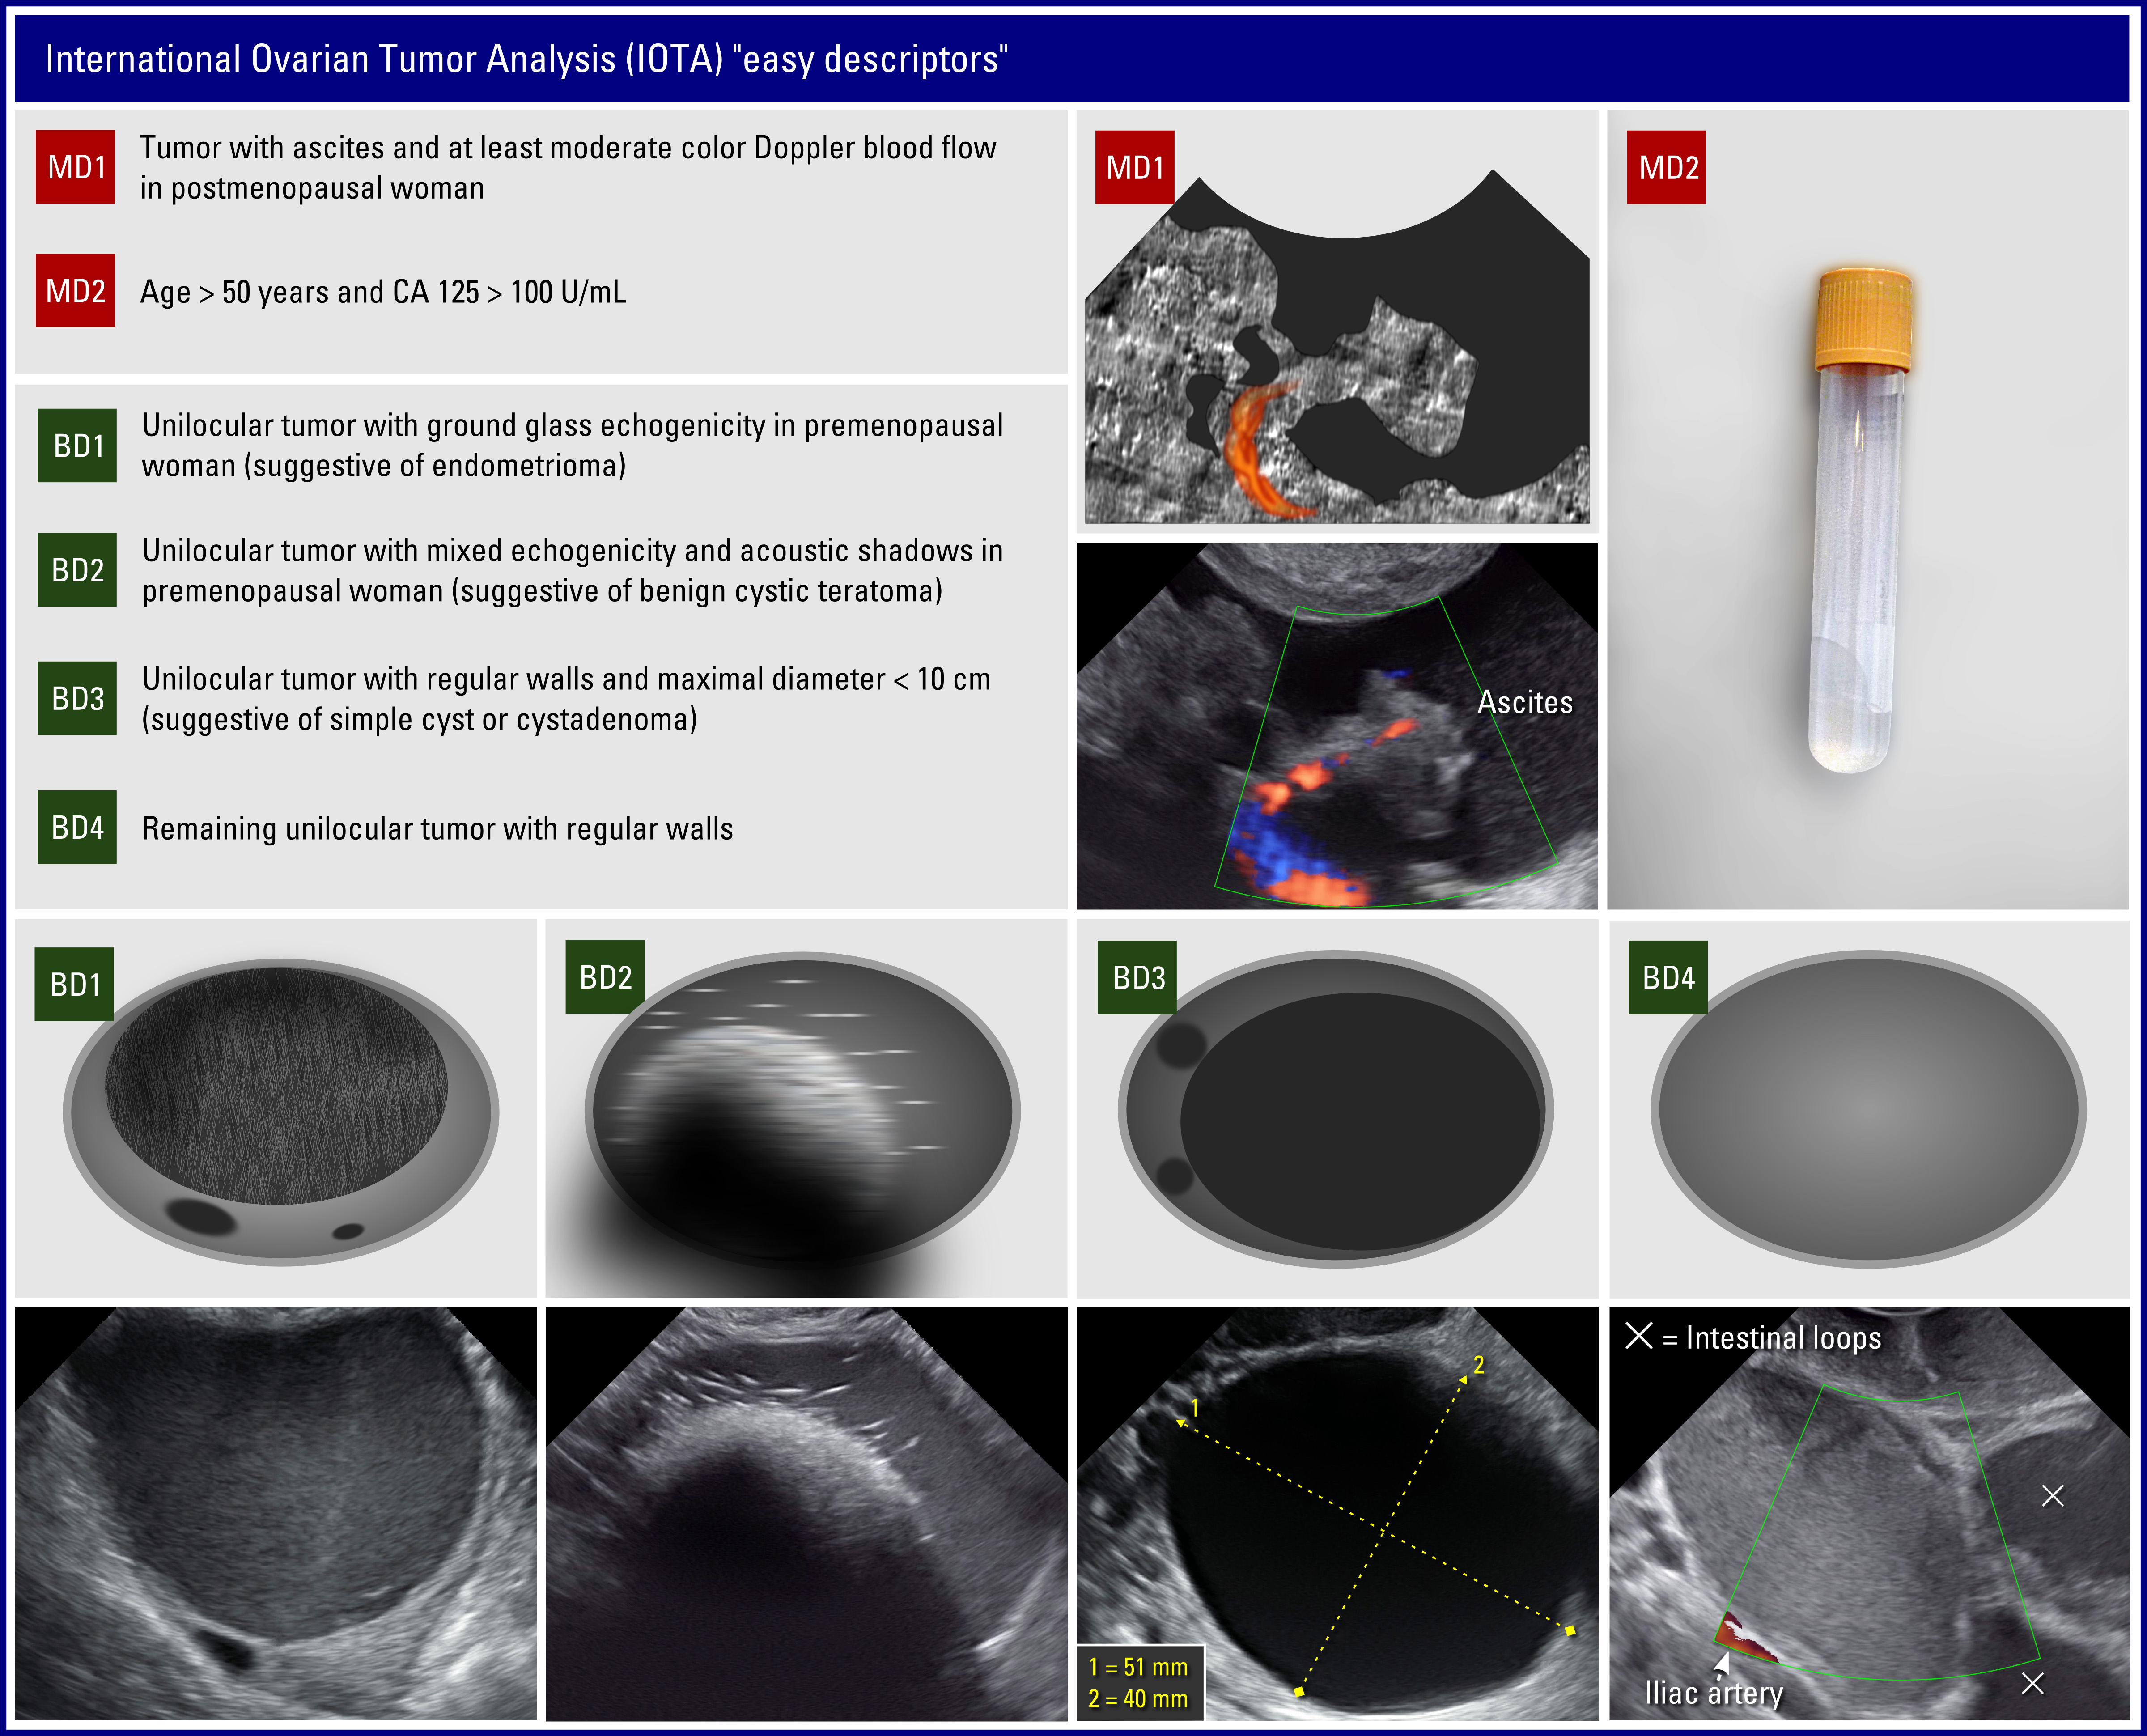 International Ovarian Tumor Analysis (IOTA) "easy descriptors"
MD1
Tumor with ascites and at least moderate color Doppler blood flow
in postmenopausal woman
MD2
Age > 50 years and CA 125 > 100 U/mL
BD1
Unilocular tumor with ground glass echogenicity in premenopausal
woman (suggestive of endometrioma)
BD2
Unilocular tumor with mixed echogenicity and acoustic shadows in
premenopausal woman (suggestive of benign cystic teratoma)
BD3
Unilocular tumor with regular walls and maximal diameter < 10 cm
(suggestive of simple cyst or cystadenoma)
BD4
Remaining unilocular tumor with regular walls
MD1
Ascites
MD2
BD1
BD2
BD3
BD4
1
2
1 = 51 mm
2 = 40 mm
× = Intestinal loops
×
×
Iliac artery